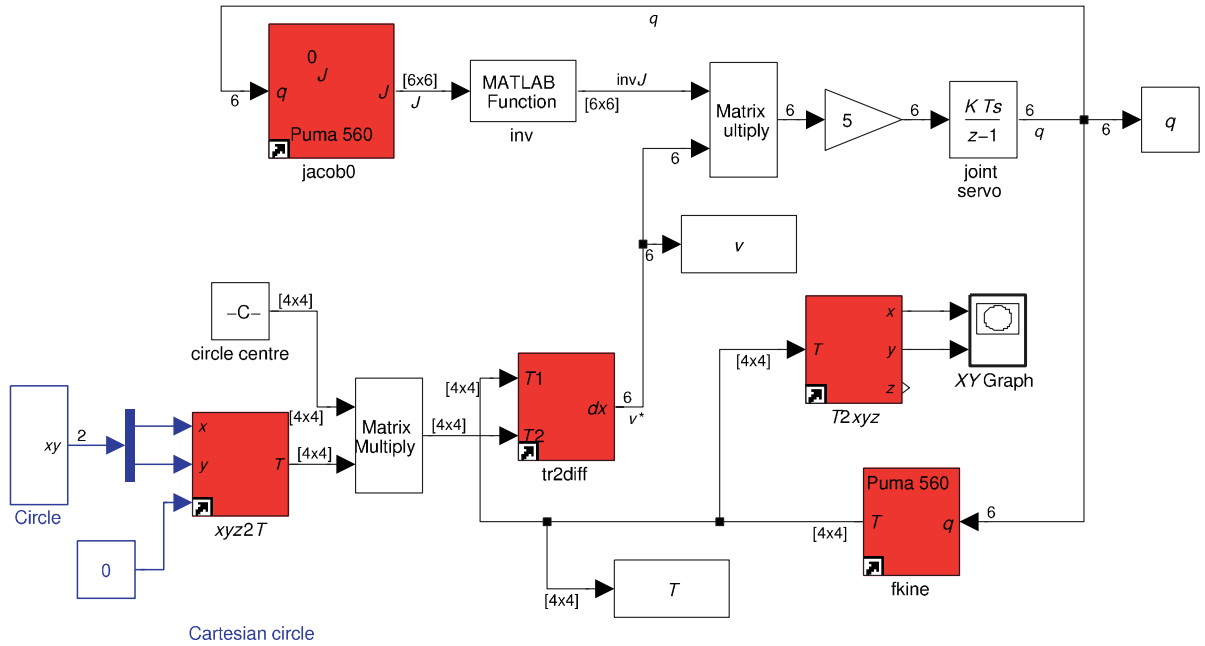 q
0
J
q
J
Puma 560
jacob0
6
[6x6]
J
MATLAB
Function
inv
invJ
[6x6]
Matrix
ultiply
6
6
5
6
K Ts
z−1
joint
servo
6
q
6
q
v
6
−C−
[4x4]
circle centre
[4x4]
T1
T2
dx
tr2diff
6
v*
[4x4]
T
x
y
z
T2xyz
XY Graph
xy
2
Circle
x
y
T
xyz2T
[4x4]
[4x4]
Matrix
Multiply
[4x4]
0
Puma 560
T
q
fkine
[4x4]
6
[4x4]
T
Cartesian circle